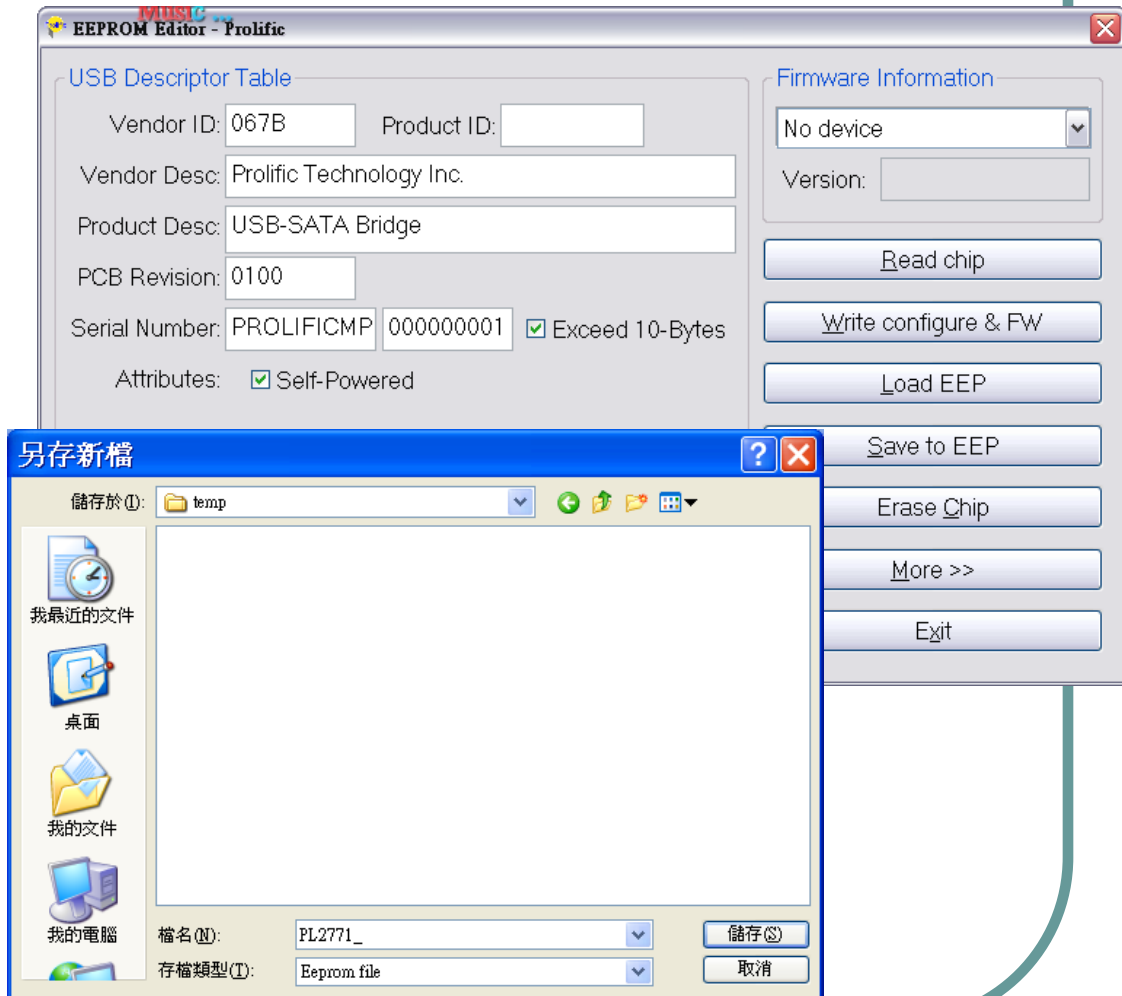 Music ...
EEPROM Editor - Prolific
USB Descriptor Table
Vendor ID: 067B Product ID:
Vendor Desc: Prolific Technology Inc.
Product Desc: USB-SATA Bridge
PCB Revision: 0100
Serial Number: PROLIFICMP 000000001 Exceed 10-Bytes
Attributes: Self-Powered
Firmware Information
No device
Version:
Read chip
Write configure & FW
Load EEP
Save to EEP
Erase Chip
More >>
Exit
另存新檔
儲存於(I): temp
我最近的文件
桌面
我的文件
我的電腦
檔名(N): PL2771_ 儲存(S)
存檔類型(T): Eeprom file 取消